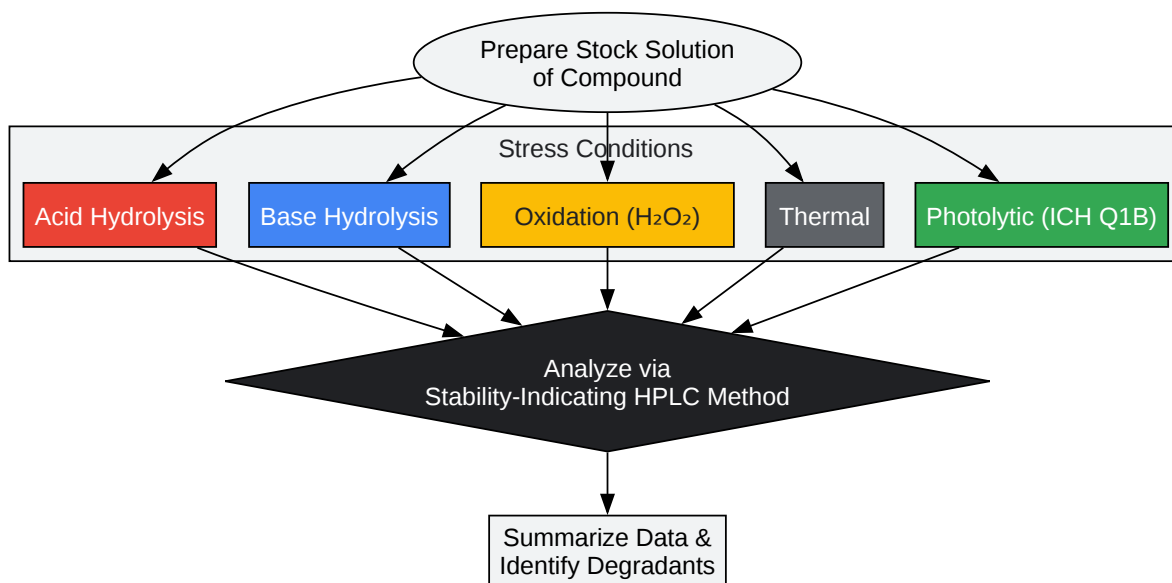 Prepare Stock Solution
of Compound
Stress Conditions
Acid Hydrolysis
Base Hydrolysis
Oxidation (H₂O₂)
Thermal
Photolytic (ICH Q1B)
Analyze via
Stability-Indicating HPLC Method
Summarize Data &
Identify Degradants